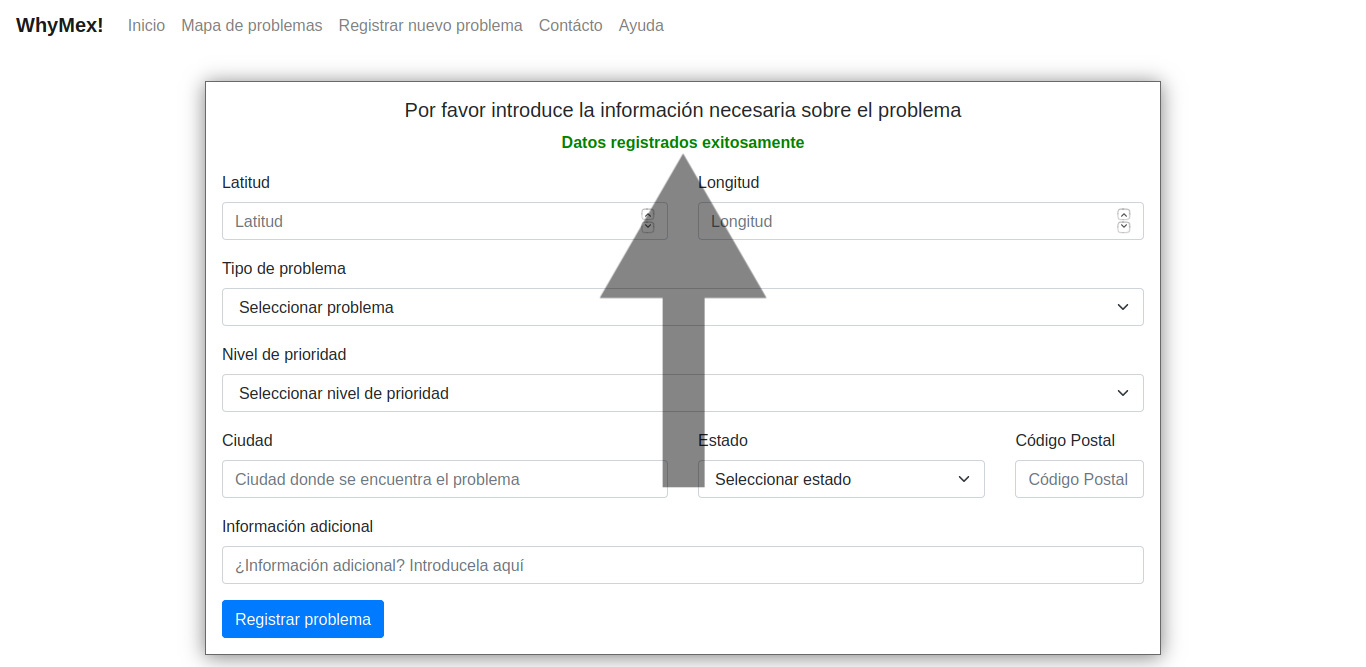 WhyMex! Inicio Mapa de problemas Registrar nuevo problema Contácto Ayuda
Por favor introduce la información necesaria sobre el problema
Datos registrados exitosamente
Latitud Longitud
Latitud Longitud
Tipo de problema
Seleccionar problema
Nivel de prioridad
Seleccionar nivel de prioridad
Ciudad Estado Código Postal
Ciudad donde se encuentra el problema Seleccionar estado Código Postal
Información adicional
¿Información adicional? Introducela aquí
Registrar problema